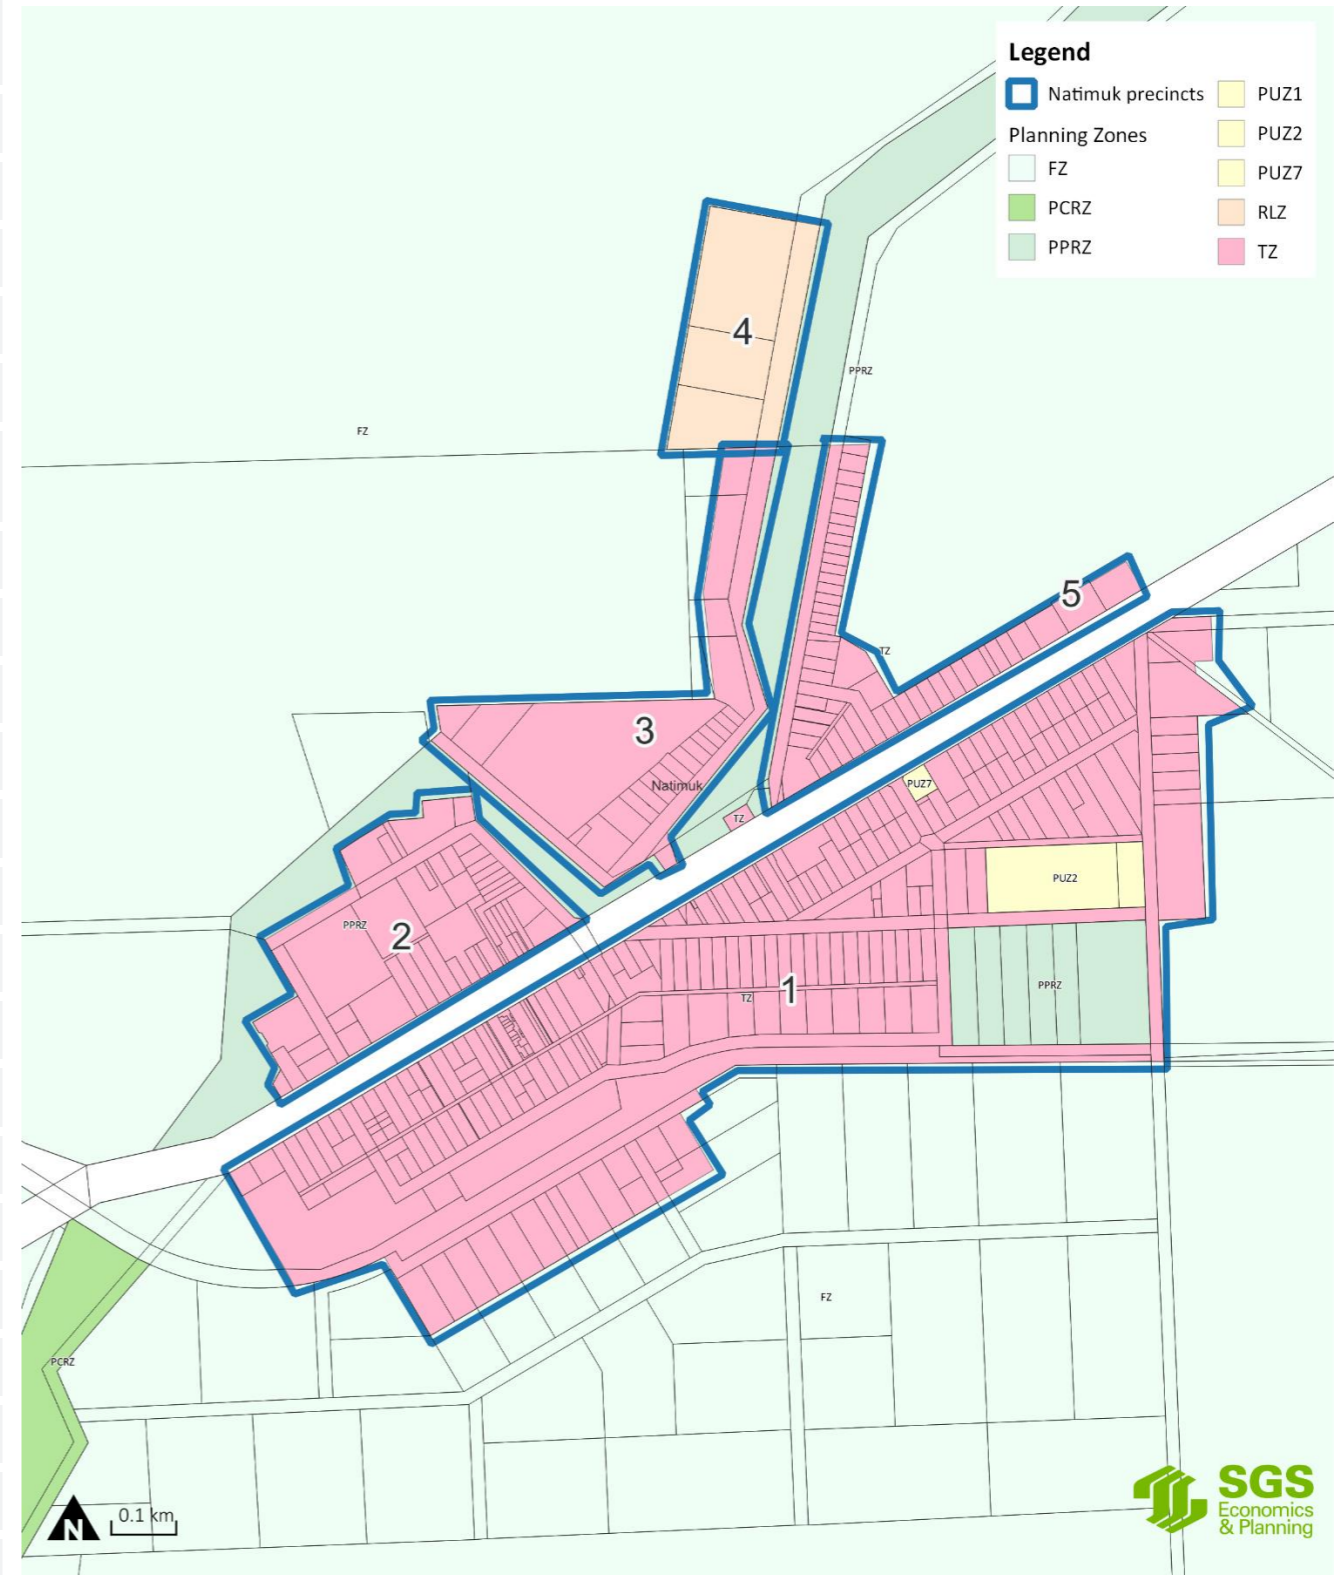 Legend
Natimuk precincts
Planning Zones
FZ
PCRZ
PPRZ
PUZ1
PUZ2
PUZ7
RLZ
TZ
4
PPRZ
FZ
5
TZ
3
Natimuk
PUZ7
TZ
PUZ2
PPRZ
2
1
TZ
PPRZ
FZ
PCRZ
N
0.1 km
SGS
Economics
& Planning